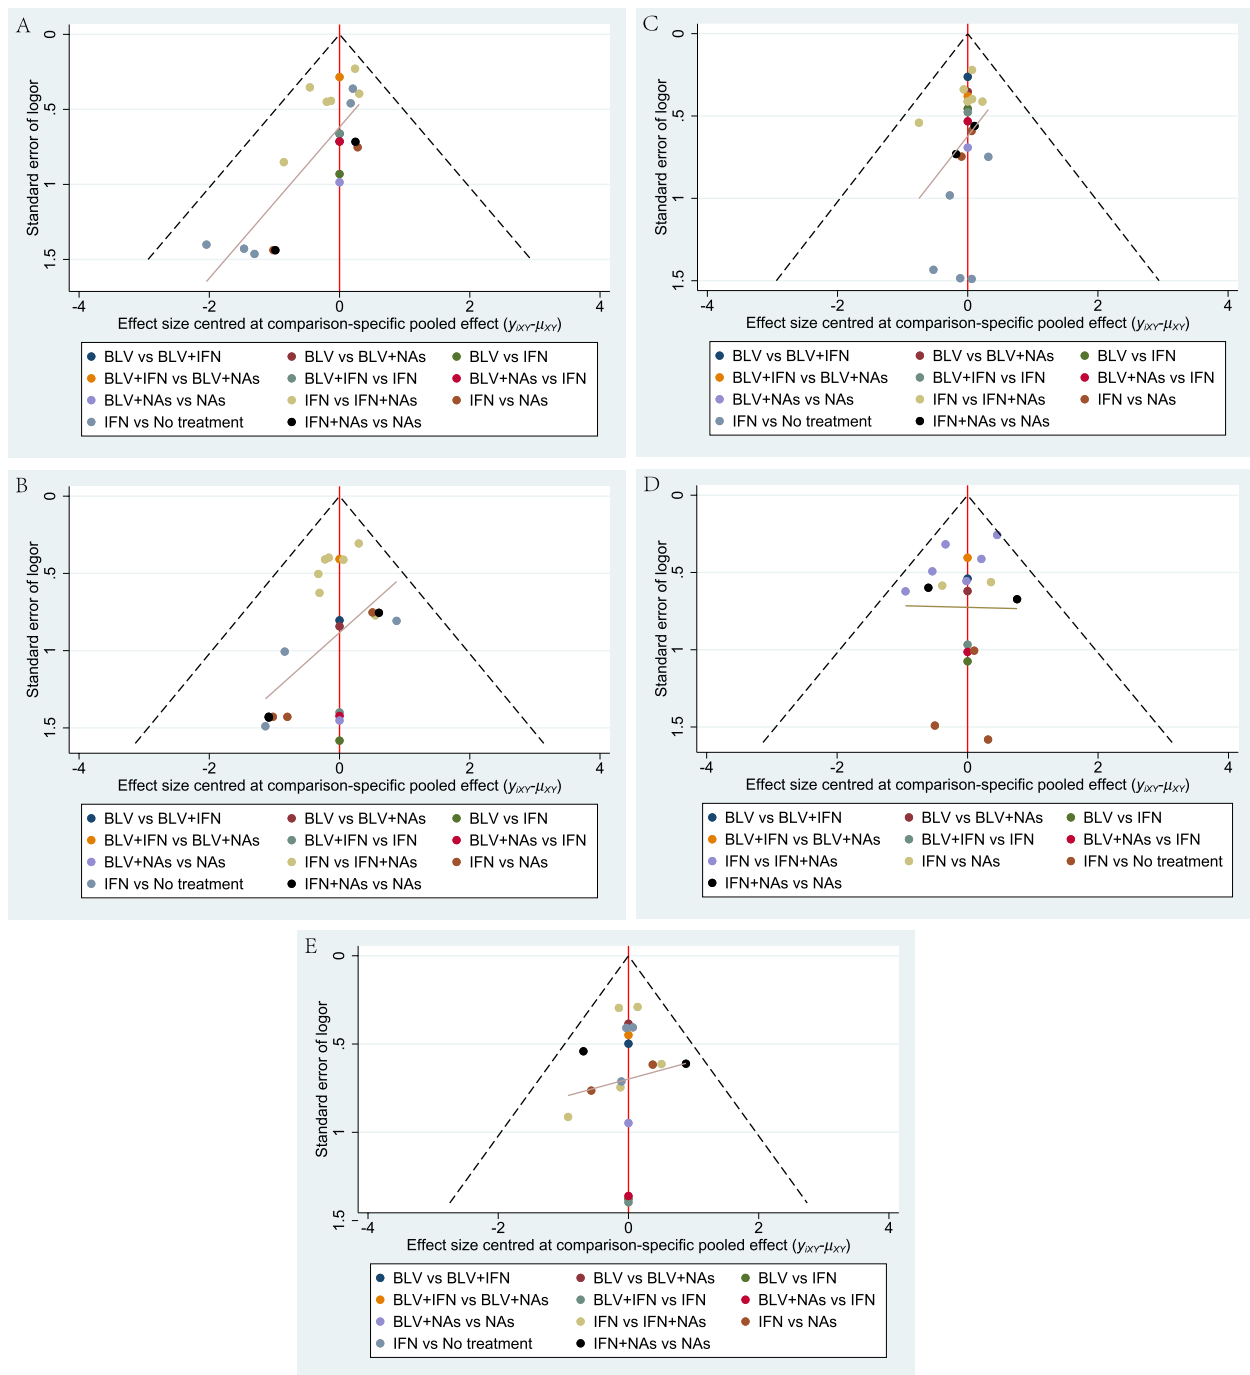 A
0
.5
1
1.5
Standard error of logor
-4
-2
0
2
4
Effect size centred at comparison-specific pooled effect (yiXY-μXY)
BLV vs BLV+IFN BLV vs BLV+NAs BLV vs IFN
BLV+IFN vs BLV+NAs BLV+IFN vs IFN BLV+NAs vs IFN
BLV+NAs vs NAs IFN vs IFN+NAs IFN vs NAs
IFN vs No treatment IFN+NAs vs NAs
C
0
.5
1
1.5
Standard error of logor
-4
-2
0
2
4
Effect size centred at comparison-specific pooled effect (yiXY-μXY)
BLV vs BLV+IFN BLV vs BLV+NAs BLV vs IFN
BLV+IFN vs BLV+NAs BLV+IFN vs IFN BLV+NAs vs IFN
BLV+NAs vs NAs IFN vs IFN+NAs IFN vs NAs
IFN vs No treatment IFN+NAs vs NAs
B
0
.5
1
1.5
Standard error of logor
-4
-2
0
2
4
Effect size centred at comparison-specific pooled effect (yiXY-μXY)
BLV vs BLV+IFN BLV vs BLV+NAs BLV vs IFN
BLV+IFN vs BLV+NAs BLV+IFN vs IFN BLV+NAs vs IFN
BLV+NAs vs NAs IFN vs IFN+NAs IFN vs NAs
IFN vs No treatment IFN+NAs vs NAs
D
0
.5
1
1.5
Standard error of logor
-4
-2
0
2
4
Effect size centred at comparison-specific pooled effect (yiXY-μXY)
BLV vs BLV+IFN BLV vs BLV+NAs BLV vs IFN
BLV+IFN vs BLV+NAs BLV+IFN vs IFN BLV+NAs vs IFN
IFN vs IFN+NAs IFN vs NAs IFN vs No treatment
IFN+NAs vs NAs
E
0
.5
1
1.5
Standard error of logor
-4
-2
0
2
4
Effect size centred at comparison-specific pooled effect (yiXY-μXY)
BLV vs BLV+IFN BLV vs BLV+NAs BLV vs IFN
BLV+IFN vs BLV+NAs BLV+IFN vs IFN BLV+NAs vs IFN
BLV+NAs vs NAs IFN vs IFN+NAs IFN vs NAs
IFN vs No treatment IFN+NAs vs NAs